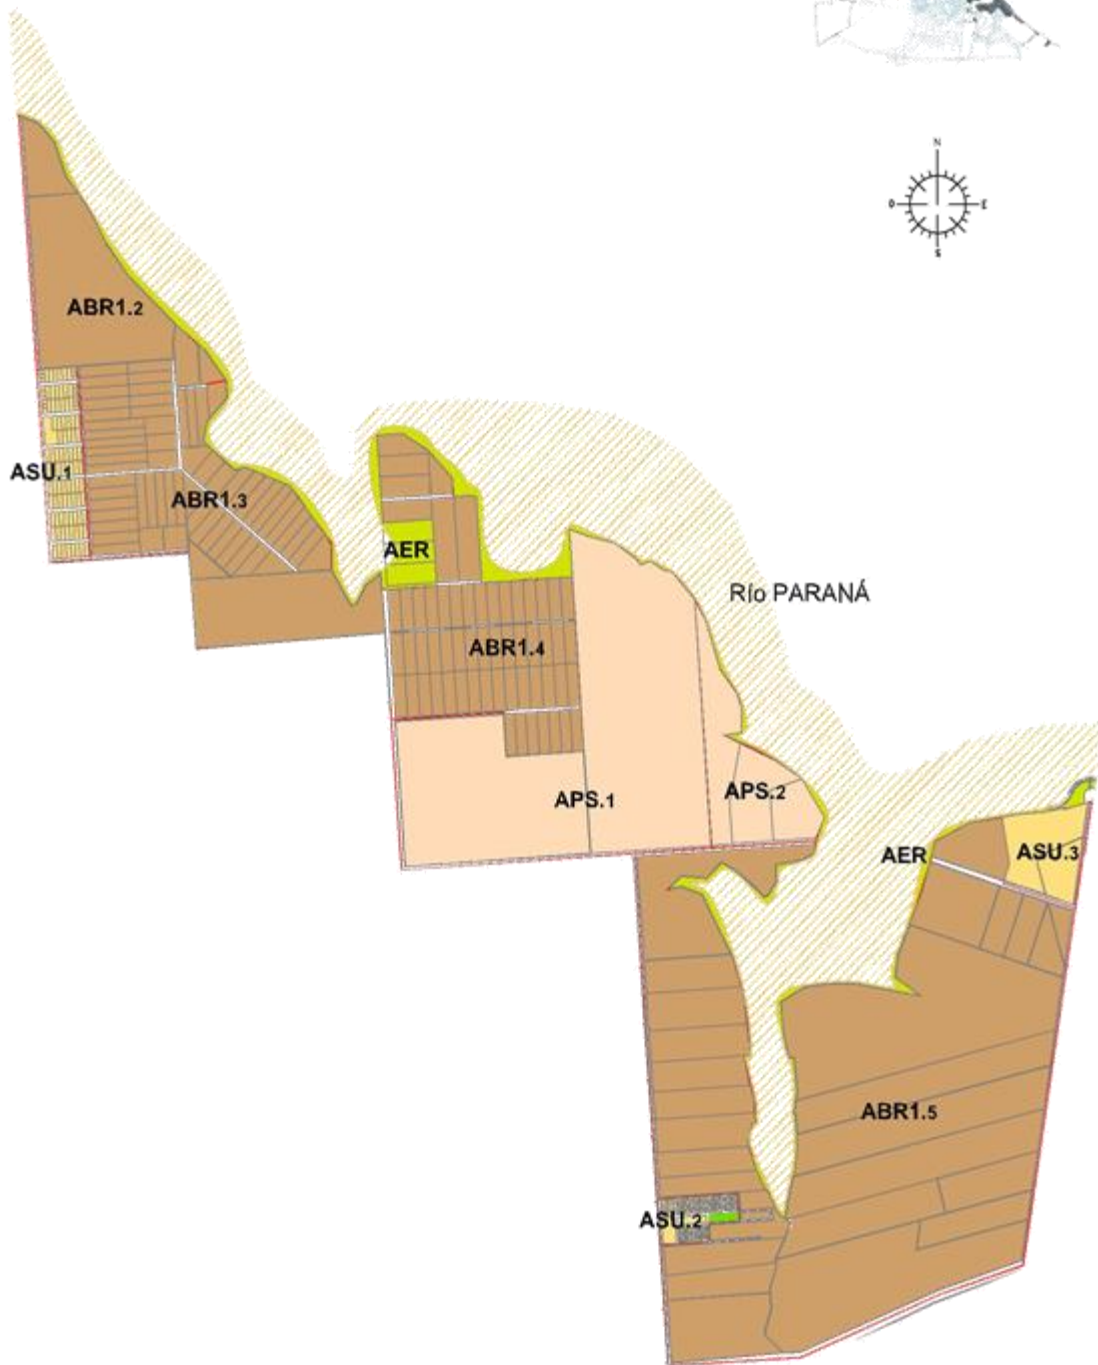 N
O
E
S
ABR1.2
ASU.1
ABR1.3
AER
Río PARANÁ
ABR1.4
APS.1
APS.2
AER
ASU.3
ABR1.5
ASU.2